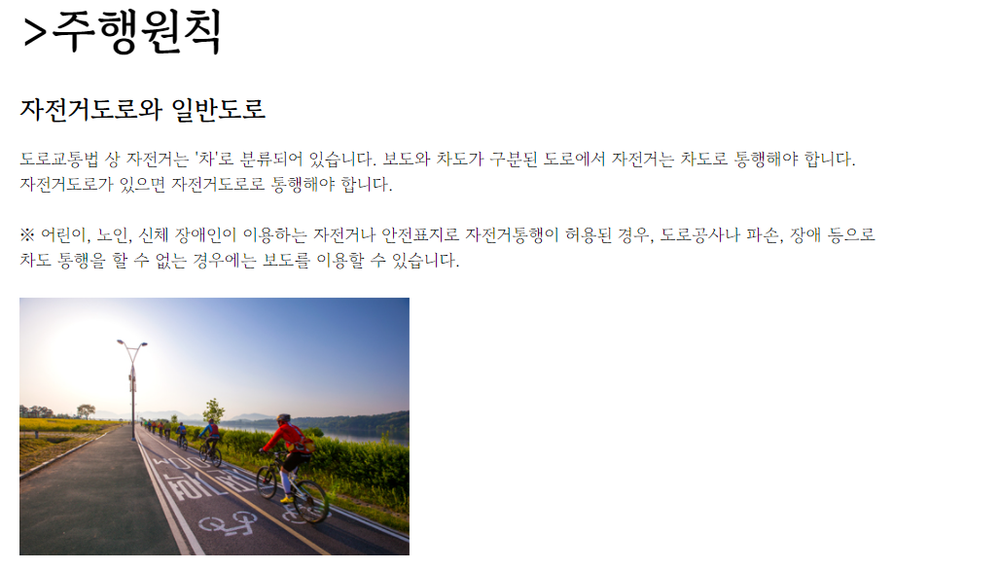 >주행원칙
자전거도로와 일반도로
도로교통법 상 자전거는 '차'로 분류되어 있습니다. 보도와 차도가 구분된 도로에서 자전거는 차도로 통행해야 합니다.
자전거도로가 있으면 자전거도로로 통행해야 합니다.
※ 어린이, 노인, 신체 장애인이 이용하는 자전거나 안전표지로 자전거통행이 허용된 경우, 도로공사나 파손, 장애 등으로
차도 통행을 할 수 없는 경우에는 보도를 이용할 수 있습니다.